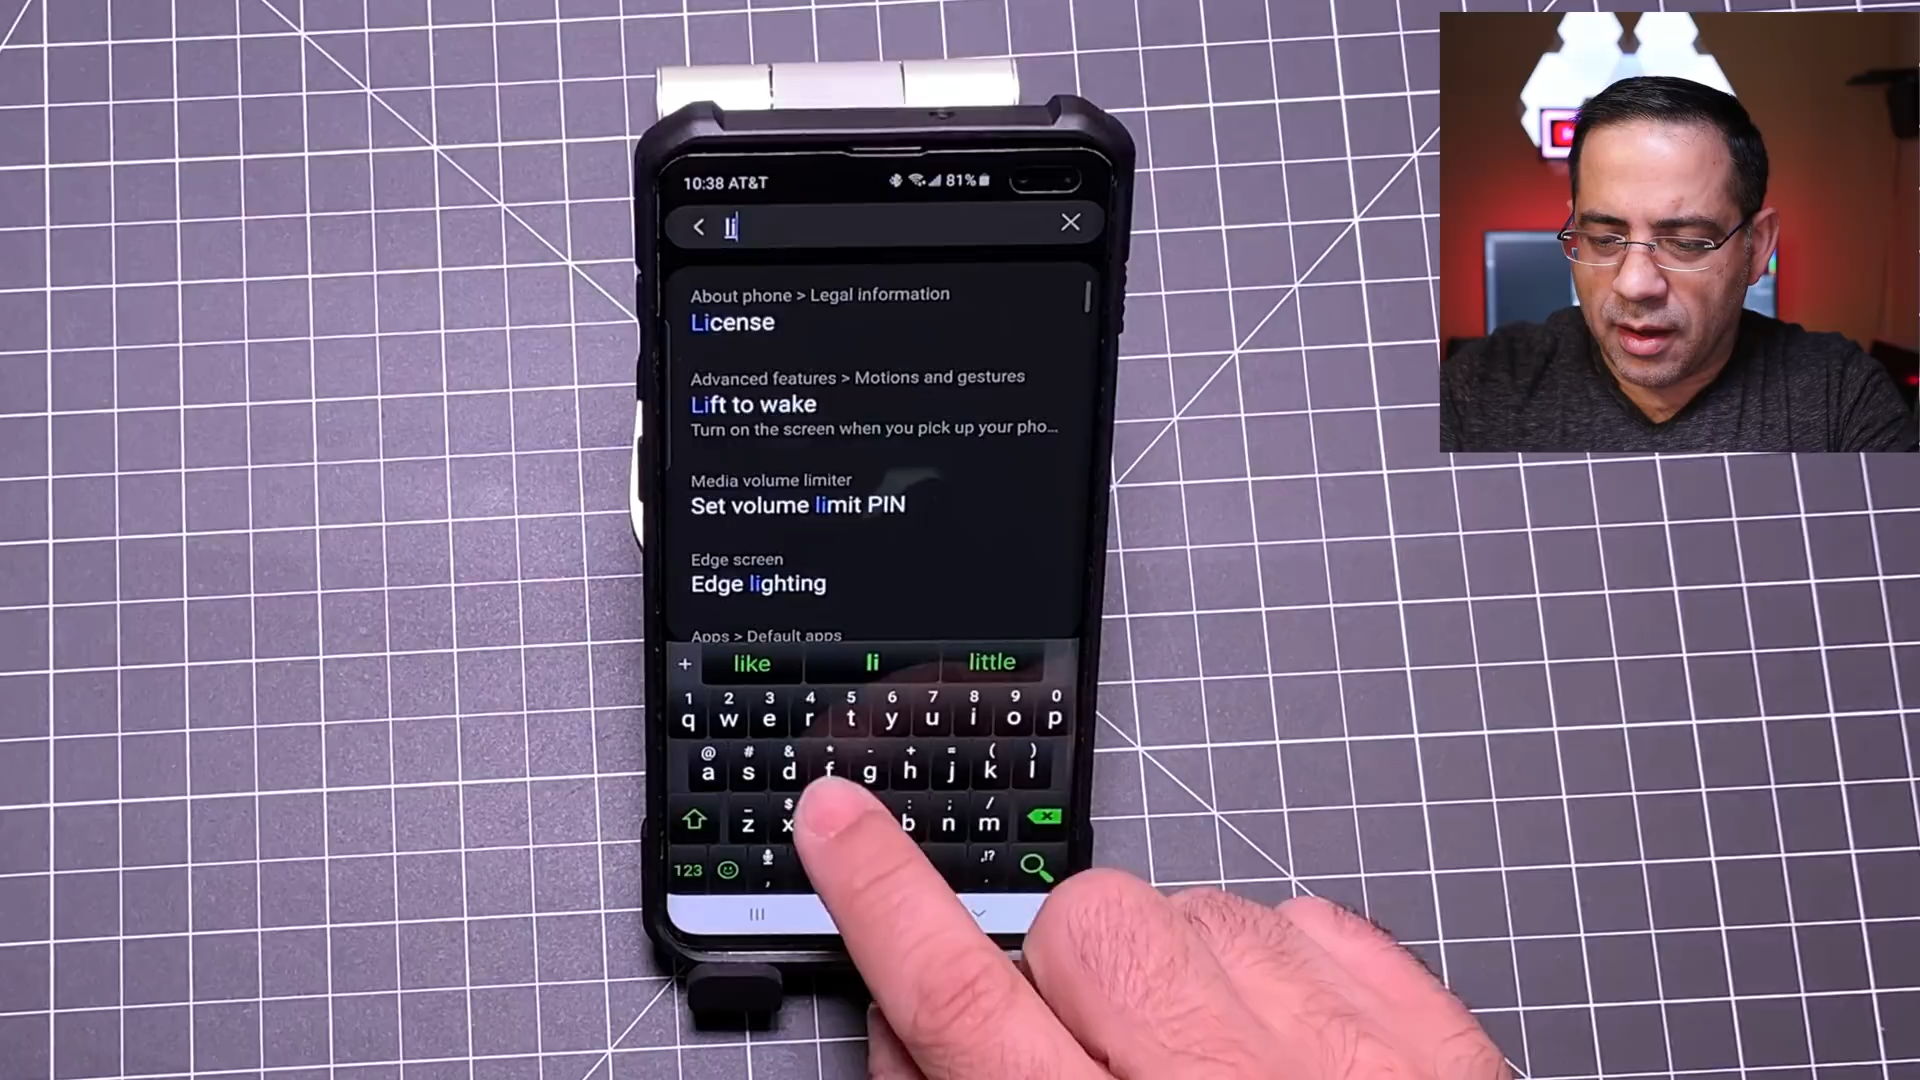 10:38 AT&T 81%
li
About phone > Legal information
License
Advanced features > Motions and gestures
Lift to wake
Turn on the screen when you pick up your pho...
Media volume limiter
Set volume limit PIN
Edge screen
Edge lighting
Apps > Default apps
+ like li little
1 2 3 4 5 6 7 8 9 0
q w e r t y u i o p
@ # & * - + = ( )
a s d f g h j k l
_ $ : ; /
z x b n m
,!?
123 , .